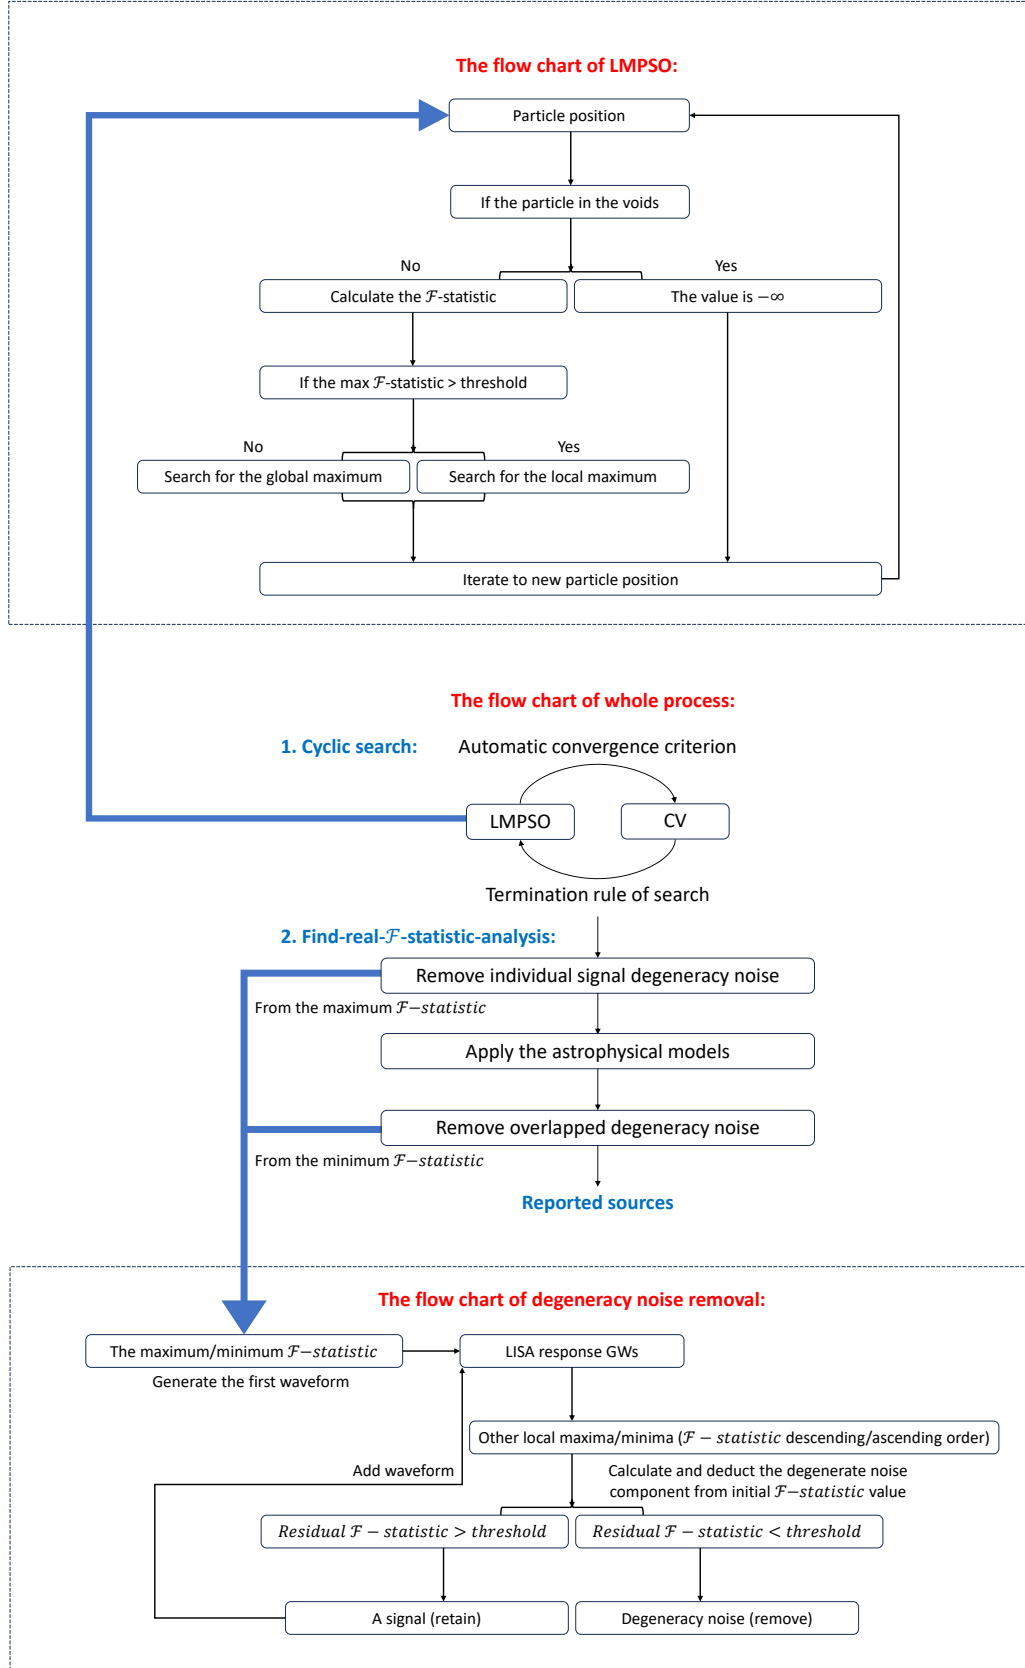 The flow chart of LMPSO:
Particle position
If the particle in the voids
No
Yes
Calculate the ℱ-statistic
The value is −∞
If the max ℱ-statistic > threshold
No
Yes
Search for the global maximum
Search for the local maximum
Iterate to new particle position
The flow chart of whole process:
1. Cyclic search:
Automatic convergence criterion
LMPSO
CV
Termination rule of search
2. Find-real-ℱ-statistic-analysis:
Remove individual signal degeneracy noise
From the maximum ℱ−statistic
Apply the astrophysical models
Remove overlapped degeneracy noise
From the minimum ℱ−statistic
Reported sources
The flow chart of degeneracy noise removal:
The maximum/minimum ℱ−statistic
LISA response GWs
Generate the first waveform
Other local maxima/minima (ℱ − statistic descending/ascending order)
Add waveform
Calculate and deduct the degenerate noise
component from initial ℱ−statistic value
Residual ℱ − statistic > threshold
Residual ℱ − statistic < threshold
A signal (retain)
Degeneracy noise (remove)